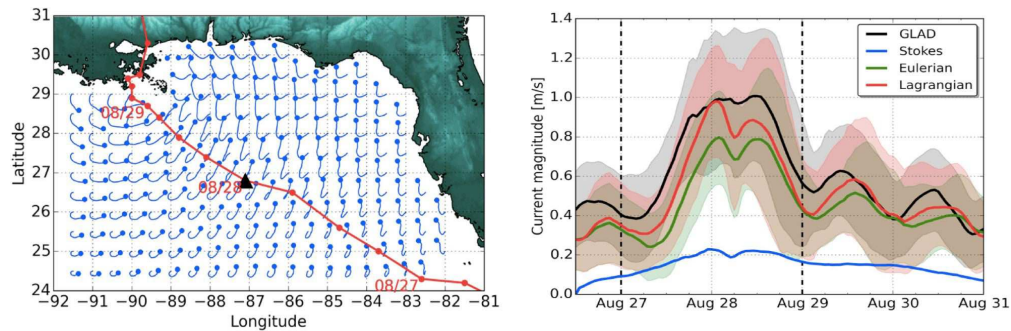 31
30
29
28
27
26
25
24
Latitude
−92 −91 −90 −89 −88 −87 −86 −85 −84 −83 −82 −81
Longitude
08/29
08/28
08/27
1.4
1.2
1.0
0.8
0.6
0.4
0.2
0.0
Current magnitude [m/s]
Aug 27 Aug 28 Aug 29 Aug 30 Aug 31
GLAD
Stokes
Eulerian
Lagrangian